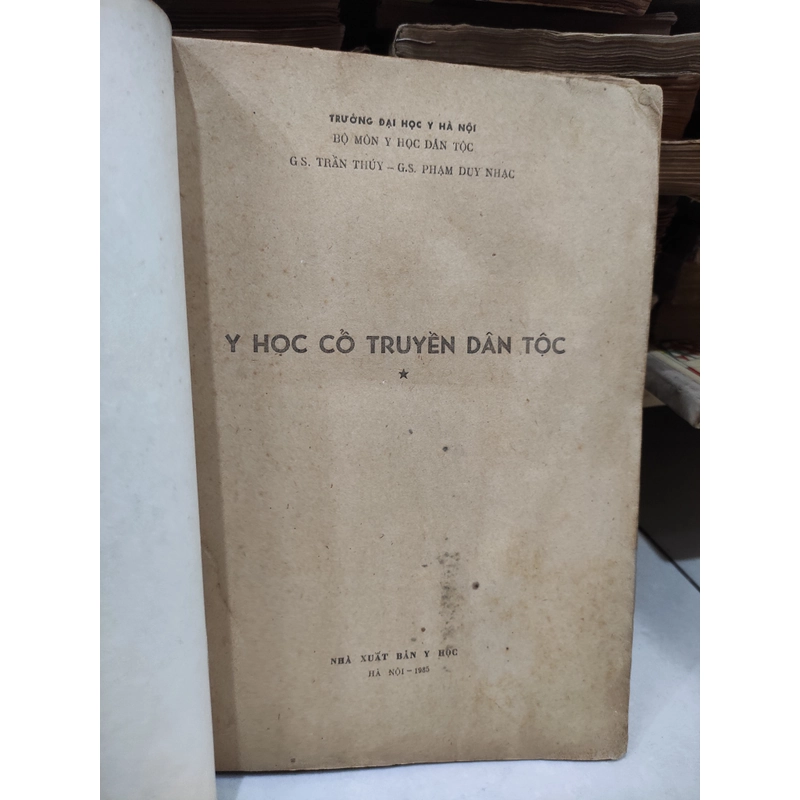 TRƯỜNG ĐẠI HỌC Y HÀ NỘI
BỘ MÔN Y HỌC DÂN TỘC
GS. TRẦN THÚY – G.S. PHẠM DUY NHẠC
Y HỌC CỔ TRUYỀN DÂN TỘC
★
NHÀ XUẤT BẢN Y HỌC
HÀ NỘI – 1985